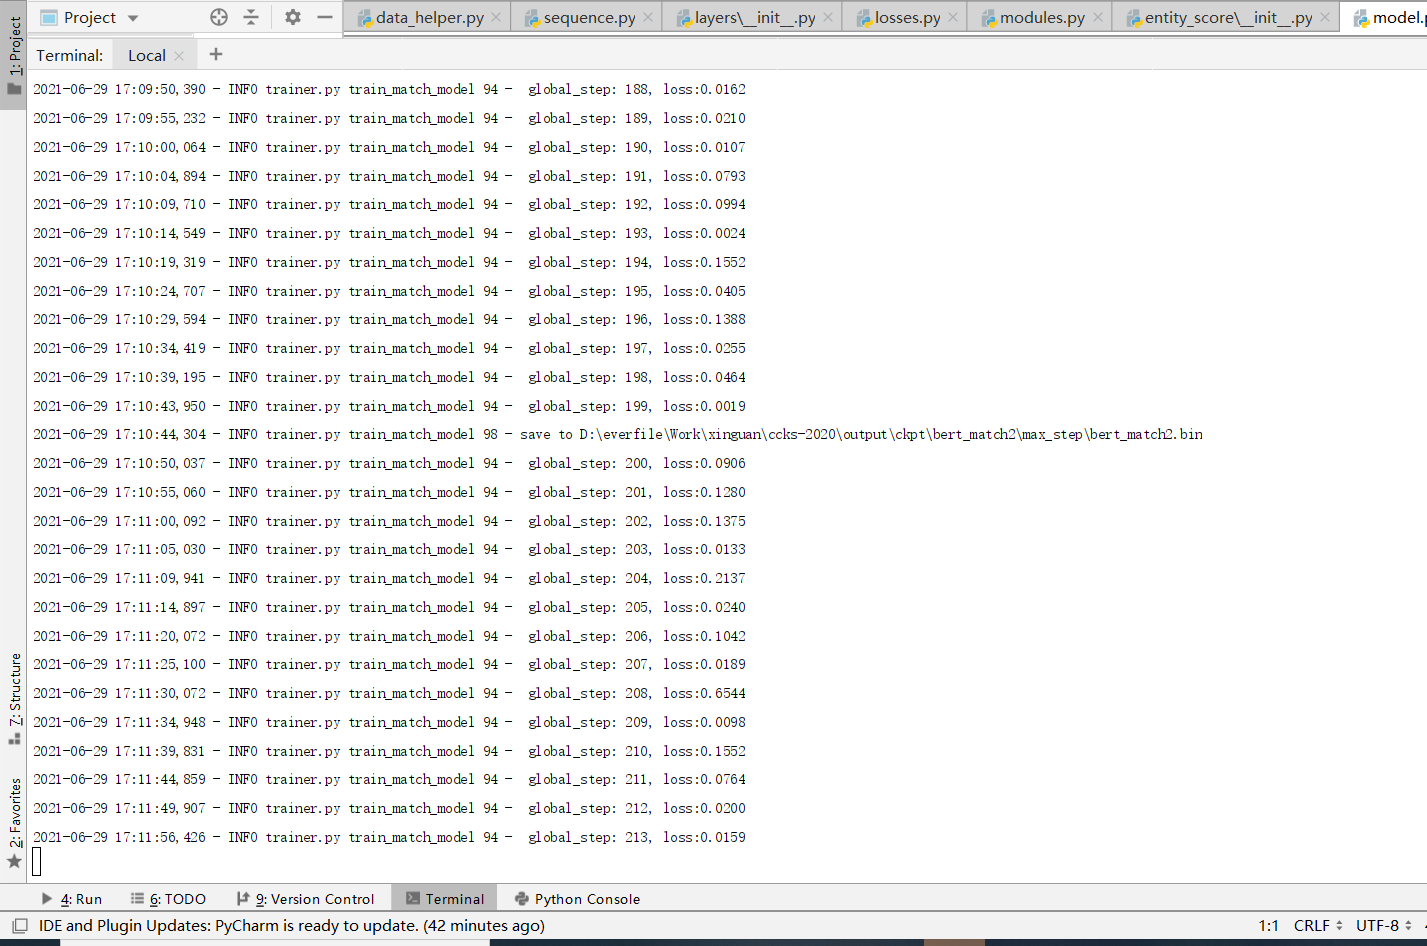 1: Project
Project
data_helper.py
sequence.py
layers\__init__.py
losses.py
modules.py
entity_score\__init__.py
model.p
Terminal: Local +
2021-06-29 17:09:50,390 - INFO trainer.py train_match_model 94 -  global_step: 188, loss:0.0162
2021-06-29 17:09:55,232 - INFO trainer.py train_match_model 94 -  global_step: 189, loss:0.0210
2021-06-29 17:10:00,064 - INFO trainer.py train_match_model 94 -  global_step: 190, loss:0.0107
2021-06-29 17:10:04,894 - INFO trainer.py train_match_model 94 -  global_step: 191, loss:0.0793
2021-06-29 17:10:09,710 - INFO trainer.py train_match_model 94 -  global_step: 192, loss:0.0994
2021-06-29 17:10:14,549 - INFO trainer.py train_match_model 94 -  global_step: 193, loss:0.0024
2021-06-29 17:10:19,319 - INFO trainer.py train_match_model 94 -  global_step: 194, loss:0.1552
2021-06-29 17:10:24,707 - INFO trainer.py train_match_model 94 -  global_step: 195, loss:0.0405
2021-06-29 17:10:29,594 - INFO trainer.py train_match_model 94 -  global_step: 196, loss:0.1388
2021-06-29 17:10:34,419 - INFO trainer.py train_match_model 94 -  global_step: 197, loss:0.0255
2021-06-29 17:10:39,195 - INFO trainer.py train_match_model 94 -  global_step: 198, loss:0.0464
2021-06-29 17:10:43,950 - INFO trainer.py train_match_model 94 -  global_step: 199, loss:0.0019
2021-06-29 17:10:44,304 - INFO trainer.py train_match_model 98 - save to D:\everfile\Work\xinguan\ccks-2020\output\ckpt\bert_match2\max_step\bert_match2.bin
2021-06-29 17:10:50,037 - INFO trainer.py train_match_model 94 -  global_step: 200, loss:0.0906
2021-06-29 17:10:55,060 - INFO trainer.py train_match_model 94 -  global_step: 201, loss:0.1280
2021-06-29 17:11:00,092 - INFO trainer.py train_match_model 94 -  global_step: 202, loss:0.1375
2021-06-29 17:11:05,030 - INFO trainer.py train_match_model 94 -  global_step: 203, loss:0.0133
2021-06-29 17:11:09,941 - INFO trainer.py train_match_model 94 -  global_step: 204, loss:0.2137
2021-06-29 17:11:14,897 - INFO trainer.py train_match_model 94 -  global_step: 205, loss:0.0240
2021-06-29 17:11:20,072 - INFO trainer.py train_match_model 94 -  global_step: 206, loss:0.1042
2021-06-29 17:11:25,100 - INFO trainer.py train_match_model 94 -  global_step: 207, loss:0.0189
2021-06-29 17:11:30,072 - INFO trainer.py train_match_model 94 -  global_step: 208, loss:0.6544
2021-06-29 17:11:34,948 - INFO trainer.py train_match_model 94 -  global_step: 209, loss:0.0098
2021-06-29 17:11:39,831 - INFO trainer.py train_match_model 94 -  global_step: 210, loss:0.1552
2021-06-29 17:11:44,859 - INFO trainer.py train_match_model 94 -  global_step: 211, loss:0.0764
2021-06-29 17:11:49,907 - INFO trainer.py train_match_model 94 -  global_step: 212, loss:0.0200
2021-06-29 17:11:56,426 - INFO trainer.py train_match_model 94 -  global_step: 213, loss:0.0159
7: Structure
2: Favorites
4: Run 6: TODO 9: Version Control Terminal Python Console
IDE and Plugin Updates: PyCharm is ready to update. (42 minutes ago) 1:1 CRLF UTF-8